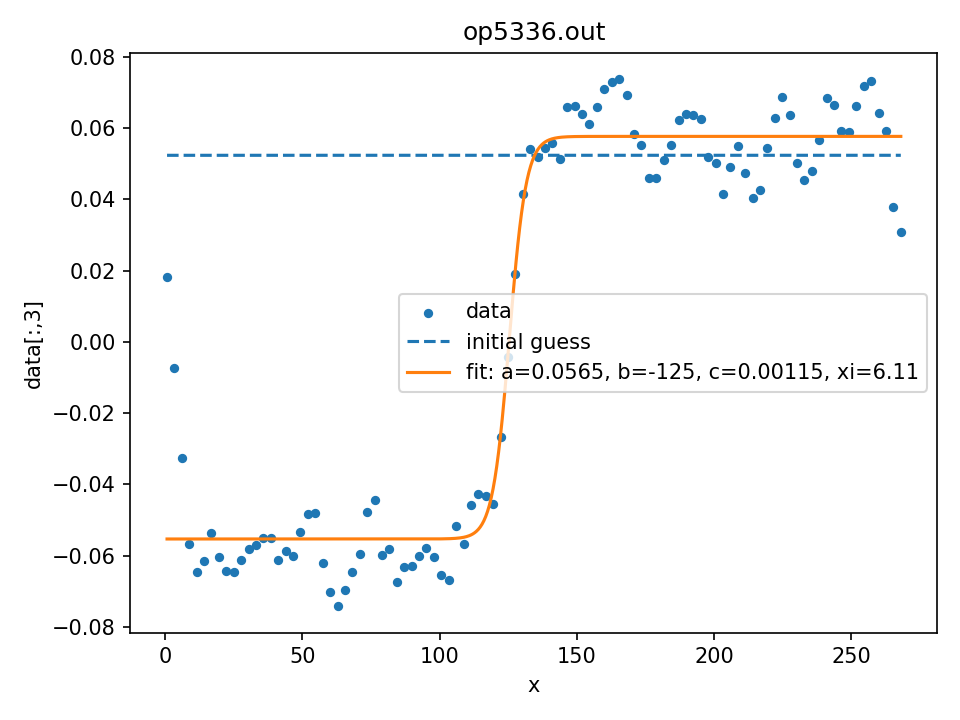 op5336.out
0.08
0.06
0.04
0.02
0.00
−0.02
−0.04
−0.06
−0.08
data[:,3]
data
initial guess
fit: a=0.0565, b=-125, c=0.00115, xi=6.11
0 50 100 150 200 250
x